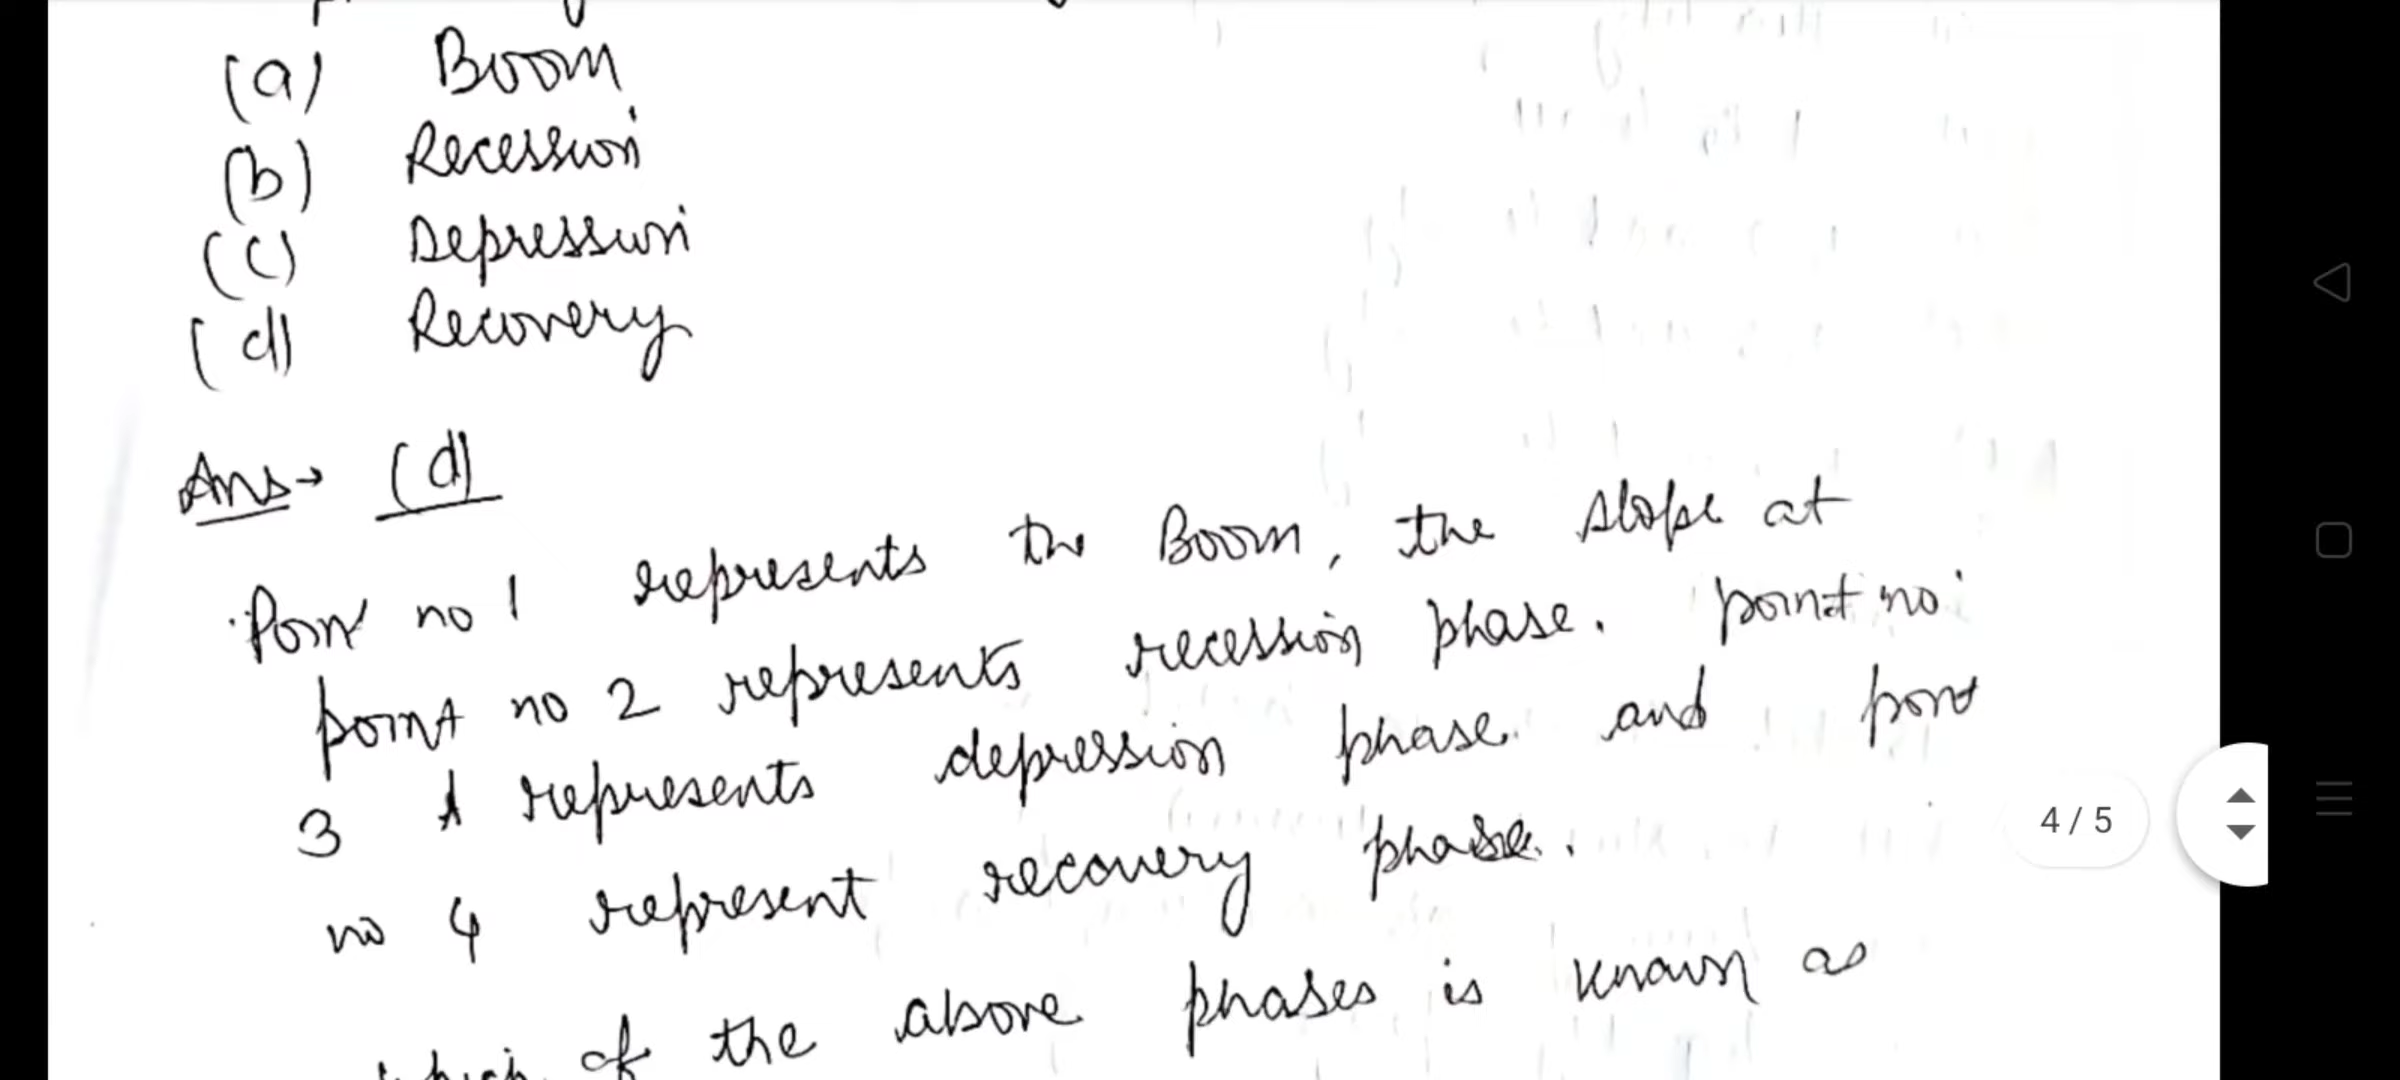 (a) Boom
(b) Recession
(c) Depression
(d) Recovery
Ans→ (d)
Point no 1 represents the Boom, the slope at
point no 2 represents recession phase. point no
3 represents depression phase and point
no 4 represent recovery phase.
which of the above phases is known as
4 / 5